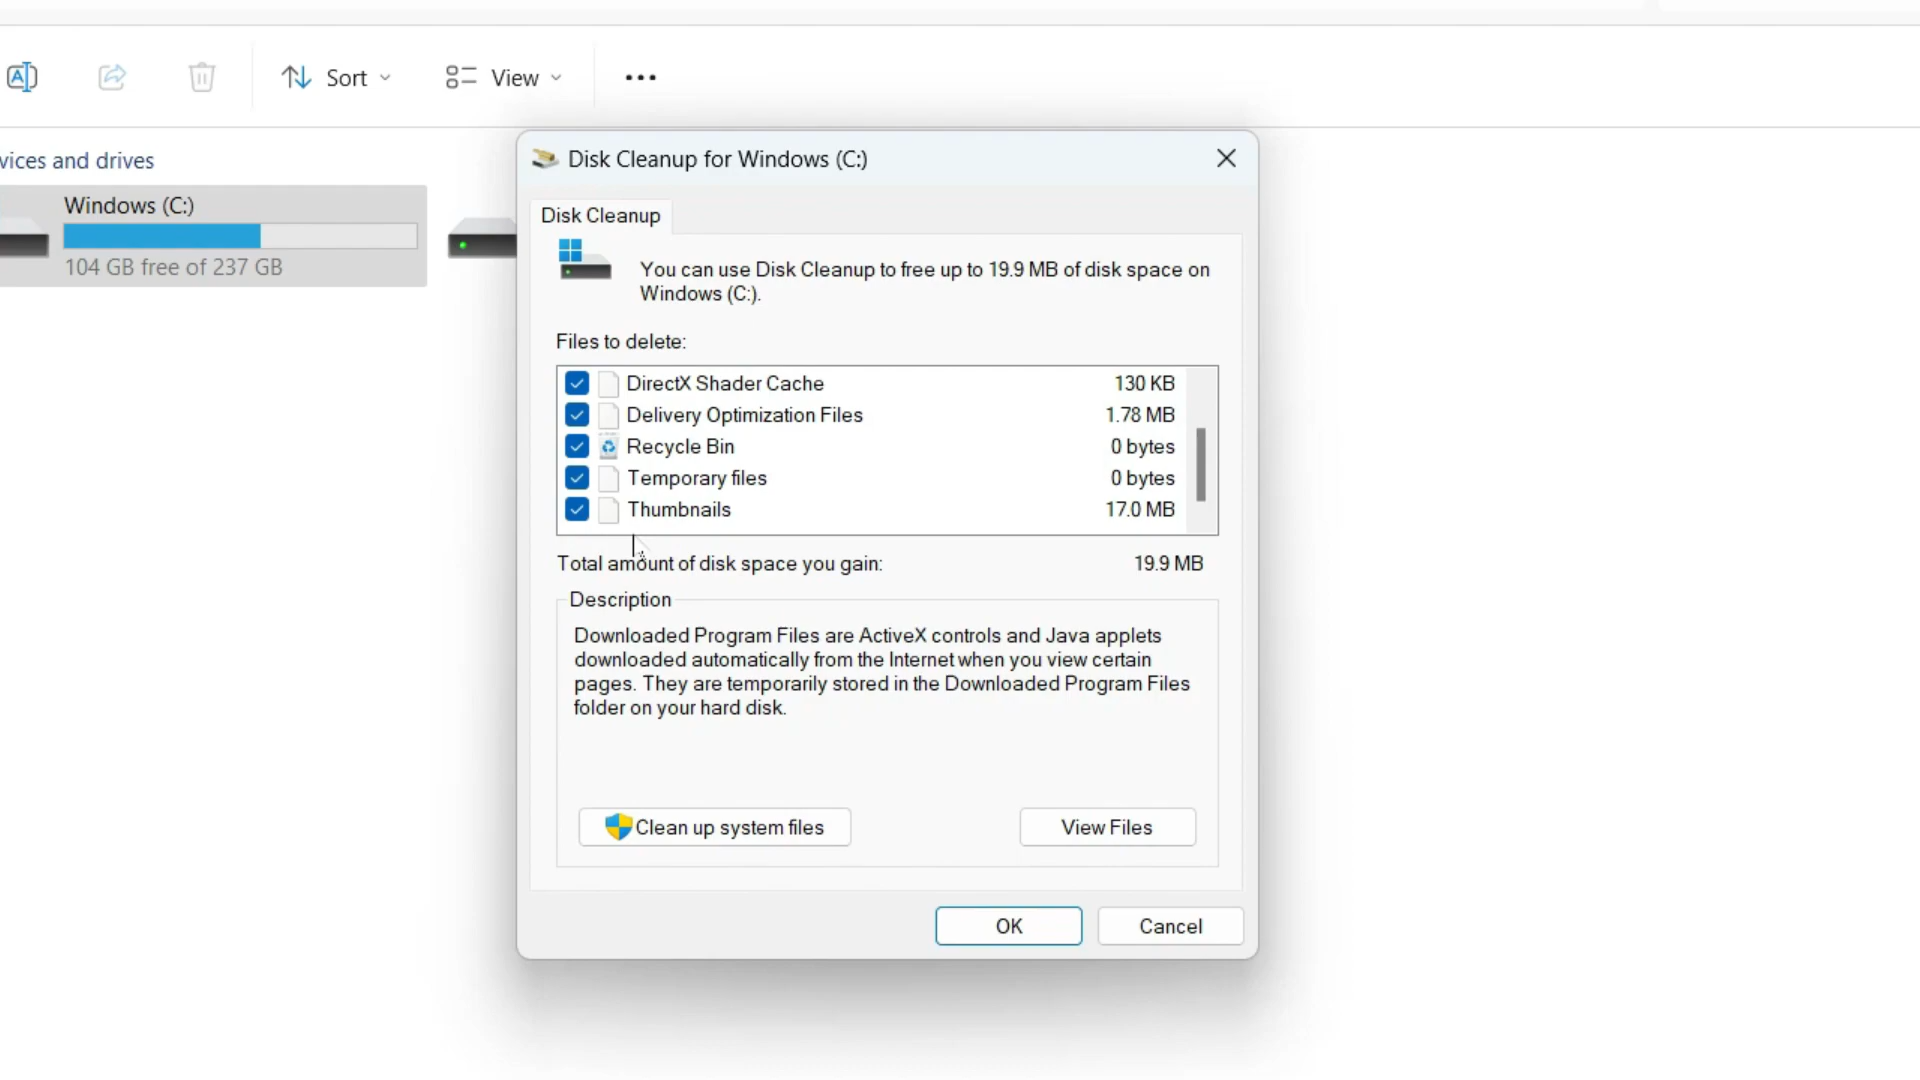 Sort
View
vices and drives
Windows (C:)
104 GB free of 237 GB
Disk Cleanup for Windows (C:)
Disk Cleanup
You can use Disk Cleanup to free up to 19.9 MB of disk space on
Windows (C:).
Files to delete:
DirectX Shader Cache 130 KB
Delivery Optimization Files 1.78 MB
Recycle Bin 0 bytes
Temporary files 0 bytes
Thumbnails 17.0 MB
Total amount of disk space you gain: 19.9 MB
Description
Downloaded Program Files are ActiveX controls and Java applets
downloaded automatically from the Internet when you view certain
pages. They are temporarily stored in the Downloaded Program Files
folder on your hard disk.
Clean up system files
View Files
OK
Cancel